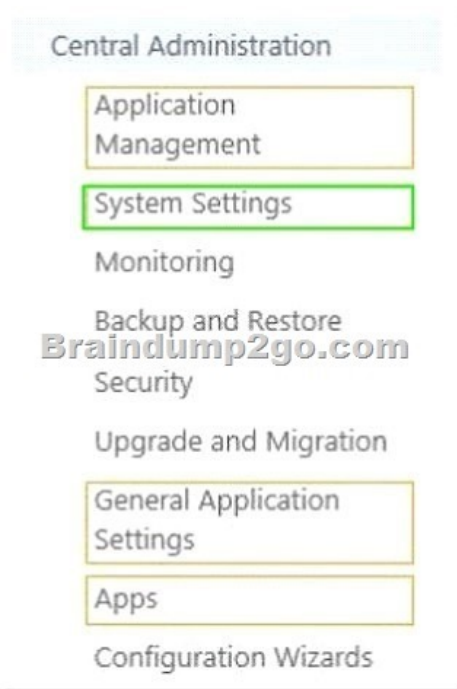 Central Administration
Application
Management
System Settings
Monitoring
Backup and Restore
Braindump2go.com
Security
Upgrade and Migration
General Application
Settings
Apps
Configuration Wizards